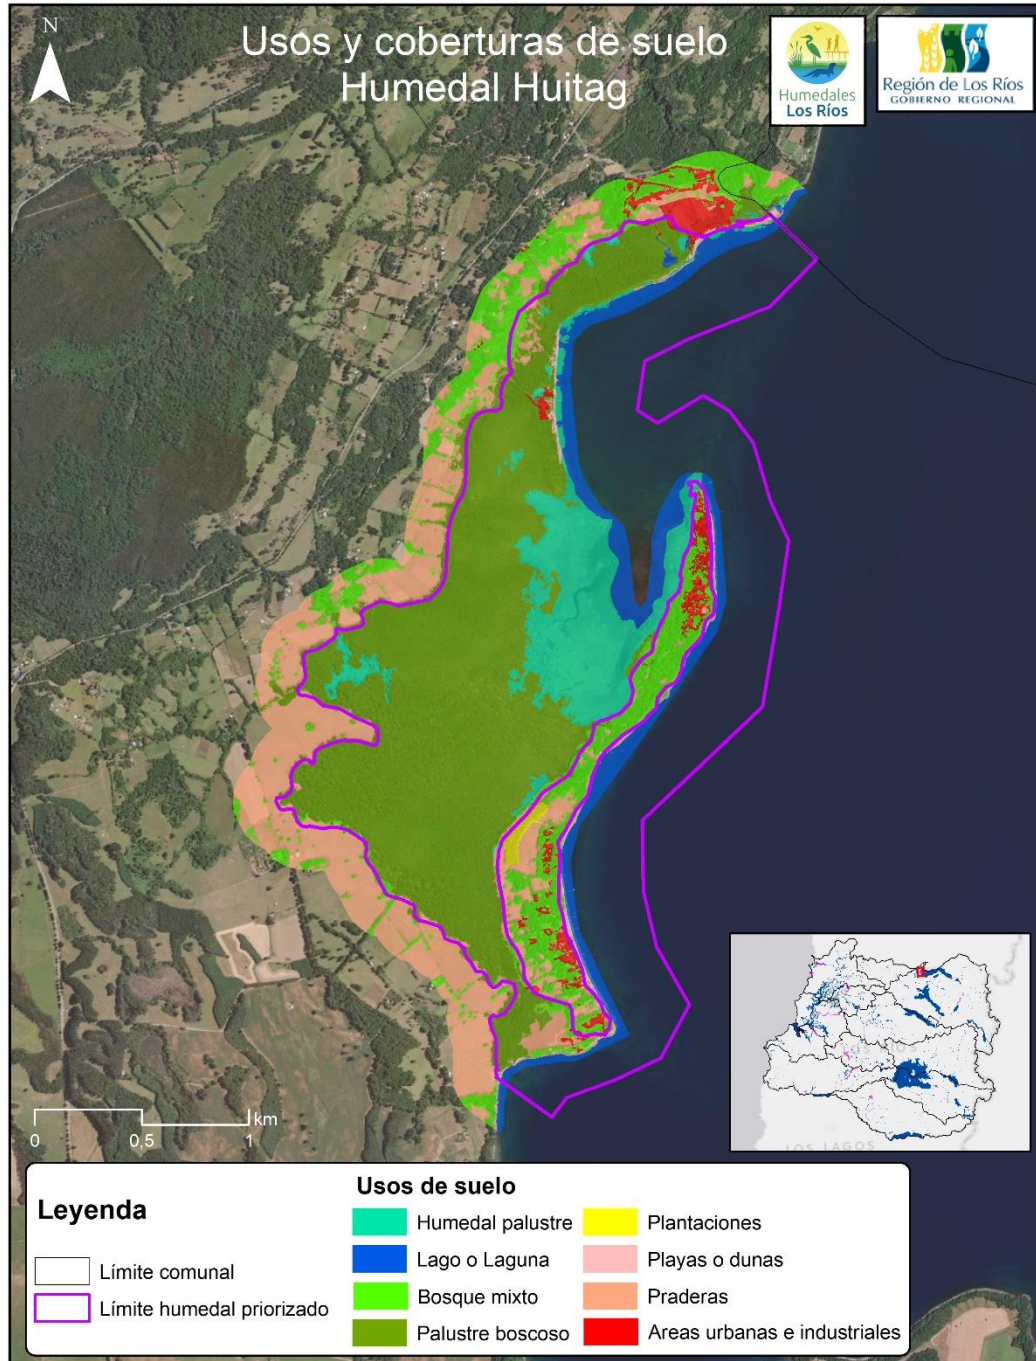 N
Usos y coberturas de suelo
Humedal Huitag
Humedales
Los Ríos
Región de Los Ríos
GOBIERNO REGIONAL
km
0
0,5
1
LOS LAGOS
Leyenda
Límite comunal
Límite humedal priorizado
Usos de suelo
Humedal palustre
Lago o Laguna
Bosque mixto
Palustre boscoso
Plantaciones
Playas o dunas
Praderas
Areas urbanas e industriales